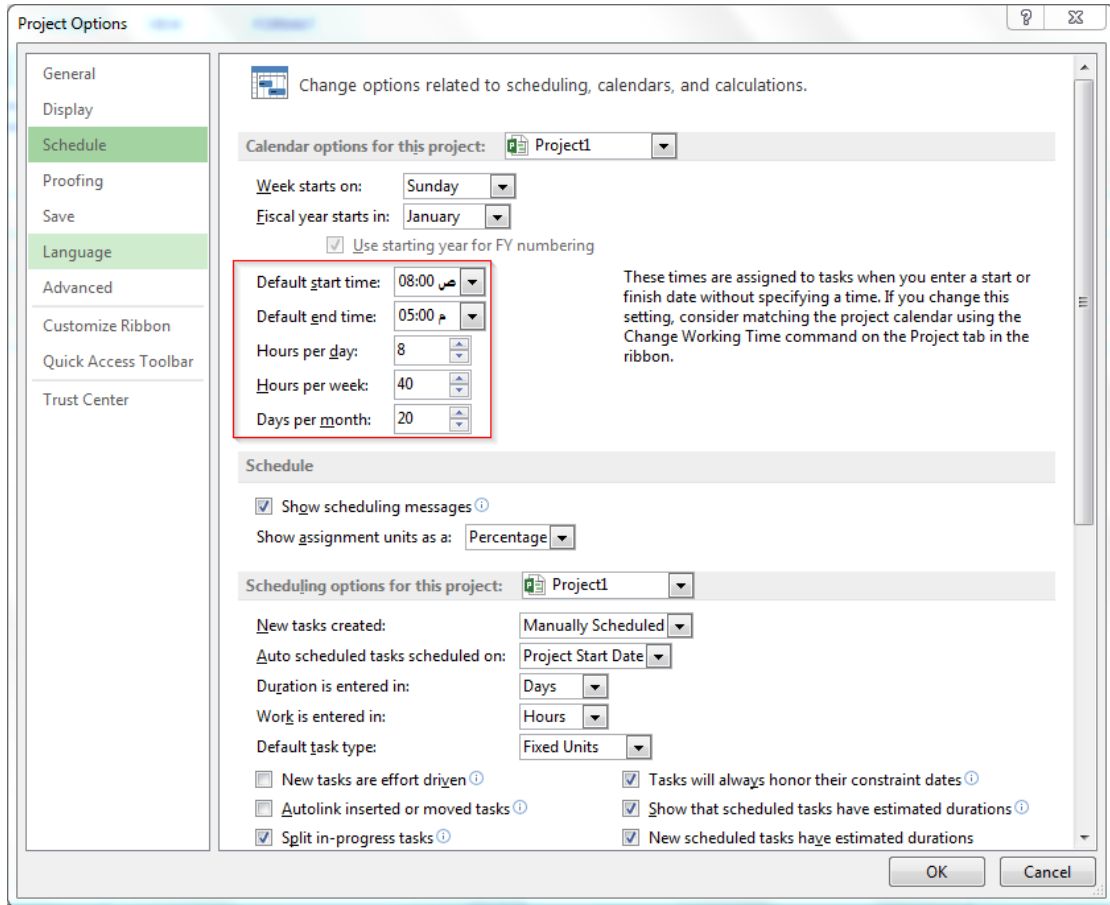 Project Options
General
Display
Schedule
Proofing
Save
Language
Advanced
Customize Ribbon
Quick Access Toolbar
Trust Center
Change options related to scheduling, calendars, and calculations.
Calendar options for this project: Project1
Week starts on: Sunday
Fiscal year starts in: January
Use starting year for FY numbering
Default start time: 08:00 ص
Default end time: 05:00 م
Hours per day: 8
Hours per week: 40
Days per month: 20
These times are assigned to tasks when you enter a start or
finish date without specifying a time. If you change this
setting, consider matching the project calendar using the
Change Working Time command on the Project tab in the
ribbon.
Schedule
Show scheduling messages
Show assignment units as a: Percentage
Scheduling options for this project: Project1
New tasks created: Manually Scheduled
Auto scheduled tasks scheduled on: Project Start Date
Duration is entered in: Days
Work is entered in: Hours
Default task type: Fixed Units
New tasks are effort driven
Tasks will always honor their constraint dates
Autolink inserted or moved tasks
Show that scheduled tasks have estimated durations
Split in-progress tasks
New scheduled tasks have estimated durations
OK Cancel